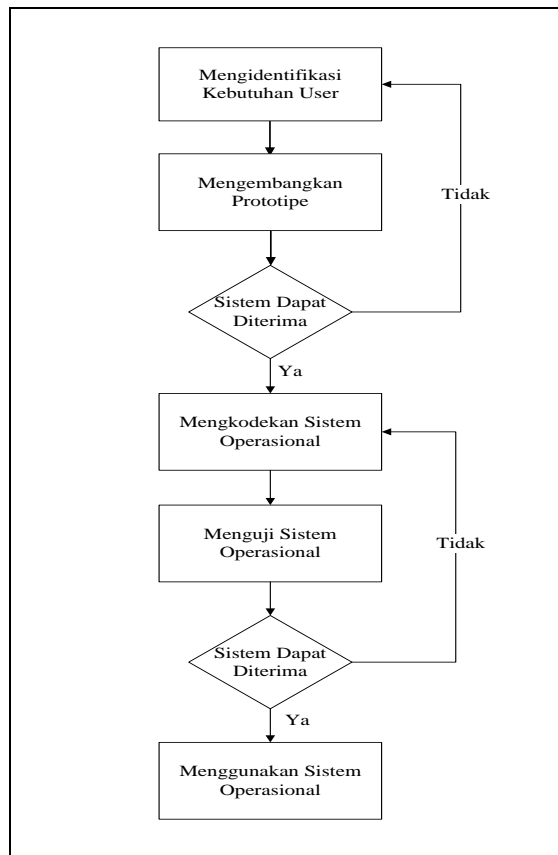 Mengidentifikasi
Kebutuhan User
Mengembangkan
Prototipe
Tidak
Sistem Dapat
Diterima
Ya
Mengkodekan Sistem
Operasional
Menguji Sistem
Operasional
Tidak
Sistem Dapat
Diterima
Ya
Menggunakan Sistem
Operasional